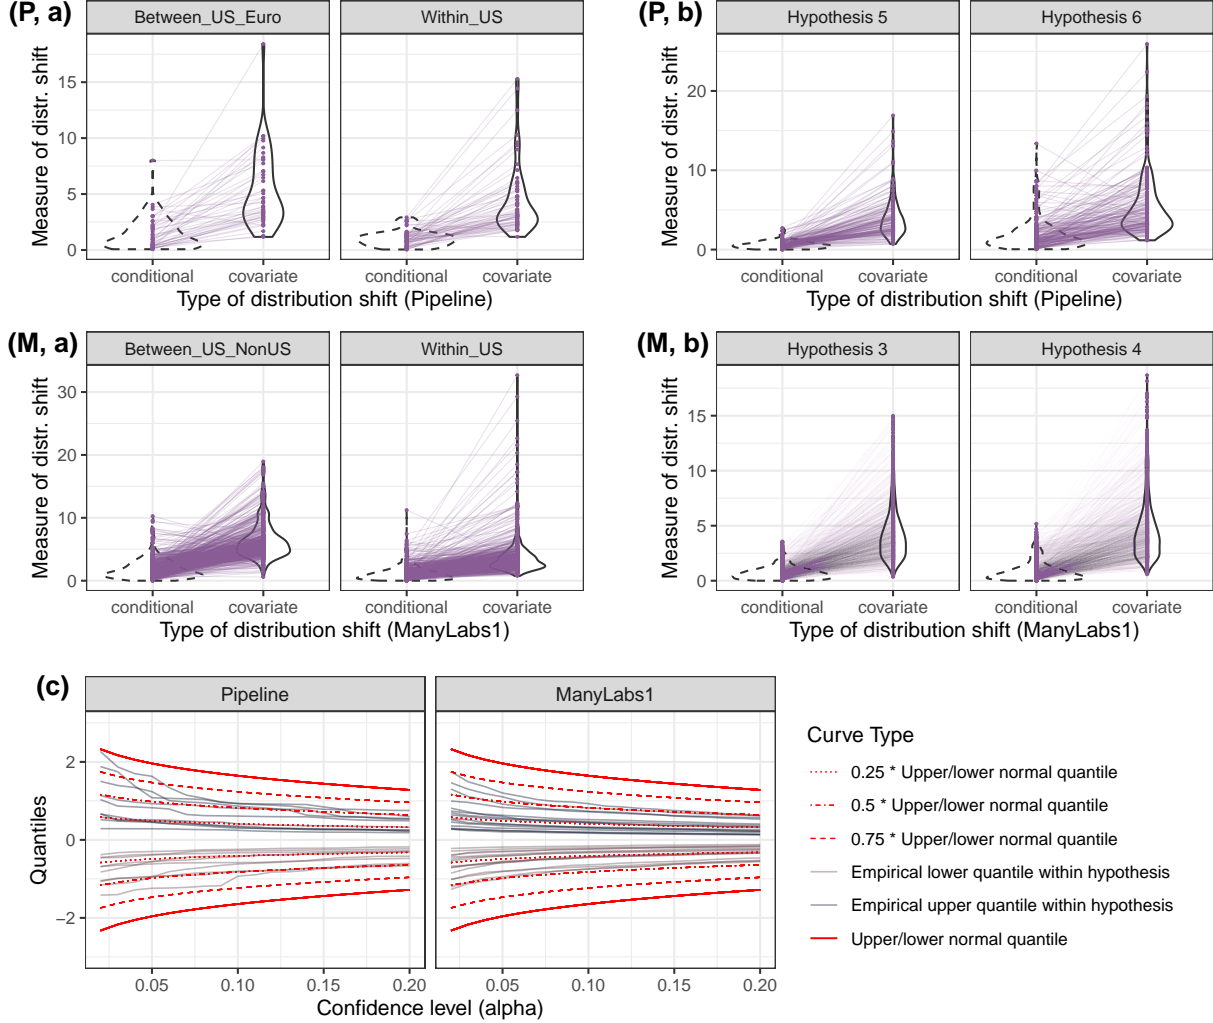 (P, a)
Between_US_Euro
Within_US
Measure of distr. shift
15
10
5
0
conditional
covariate
conditional
covariate
Type of distribution shift (Pipeline)
(P, b)
Hypothesis 5
Hypothesis 6
Measure of distr. shift
20
10
0
conditional
covariate
conditional
covariate
Type of distribution shift (Pipeline)
(M, a)
Between_US_NonUS
Within_US
Measure of distr. shift
30
20
10
0
conditional
covariate
conditional
covariate
Type of distribution shift (ManyLabs1)
(M, b)
Hypothesis 3
Hypothesis 4
Measure of distr. shift
15
10
5
0
conditional
covariate
conditional
covariate
Type of distribution shift (ManyLabs1)
(c)
Pipeline
ManyLabs1
Quantiles
2
0
−2
0.05
0.10
0.15
0.20
0.05
0.10
0.15
0.20
Confidence level (alpha)
Curve Type
0.25 * Upper/lower normal quantile
0.5 * Upper/lower normal quantile
0.75 * Upper/lower normal quantile
Empirical lower quantile within hypothesis
Empirical upper quantile within hypothesis
Upper/lower normal quantile